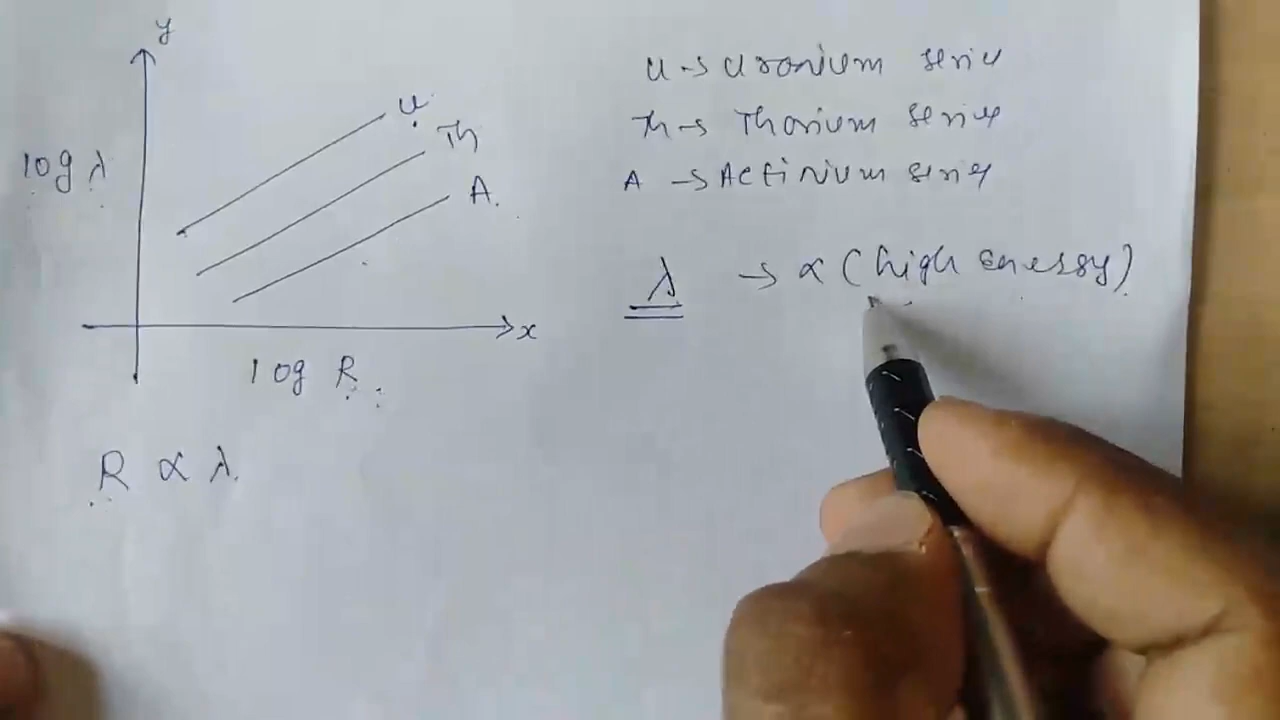 y
log λ
U
Th
A.
x
log R
R ∝ λ
U → Uranium series
Th → Thorium series
A → Actinium series
λ → α (high energy)